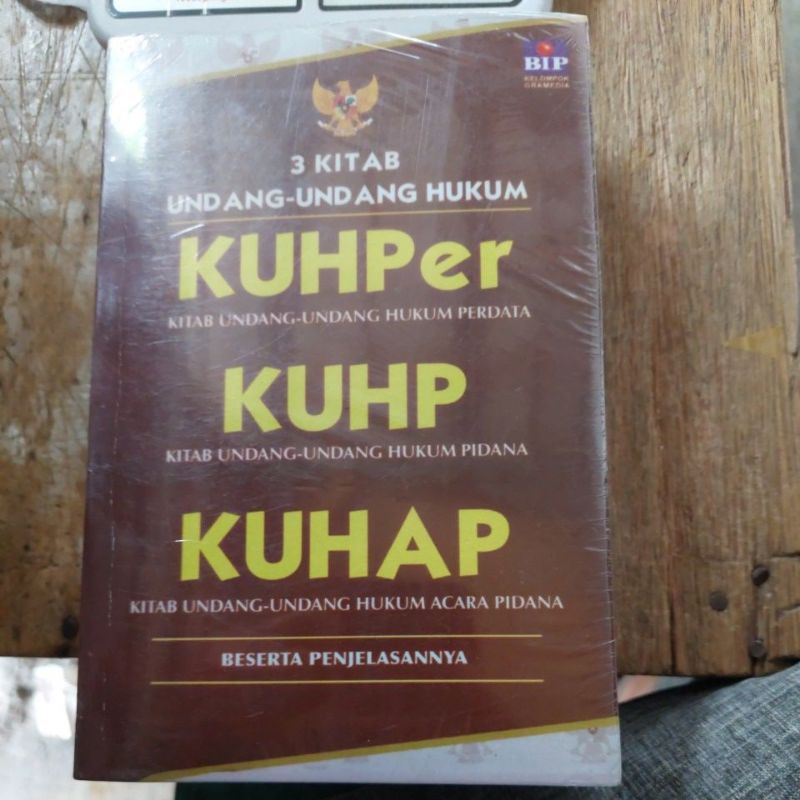 BIP
KELOMPOK
GRAMEDIA
3 KITAB
UNDANG-UNDANG HUKUM
KUHPer
KITAB UNDANG-UNDANG HUKUM PERDATA
KUHP
KITAB UNDANG-UNDANG HUKUM PIDANA
KUHAP
KITAB UNDANG-UNDANG HUKUM ACARA PIDANA
BESERTA PENJELASANNYA